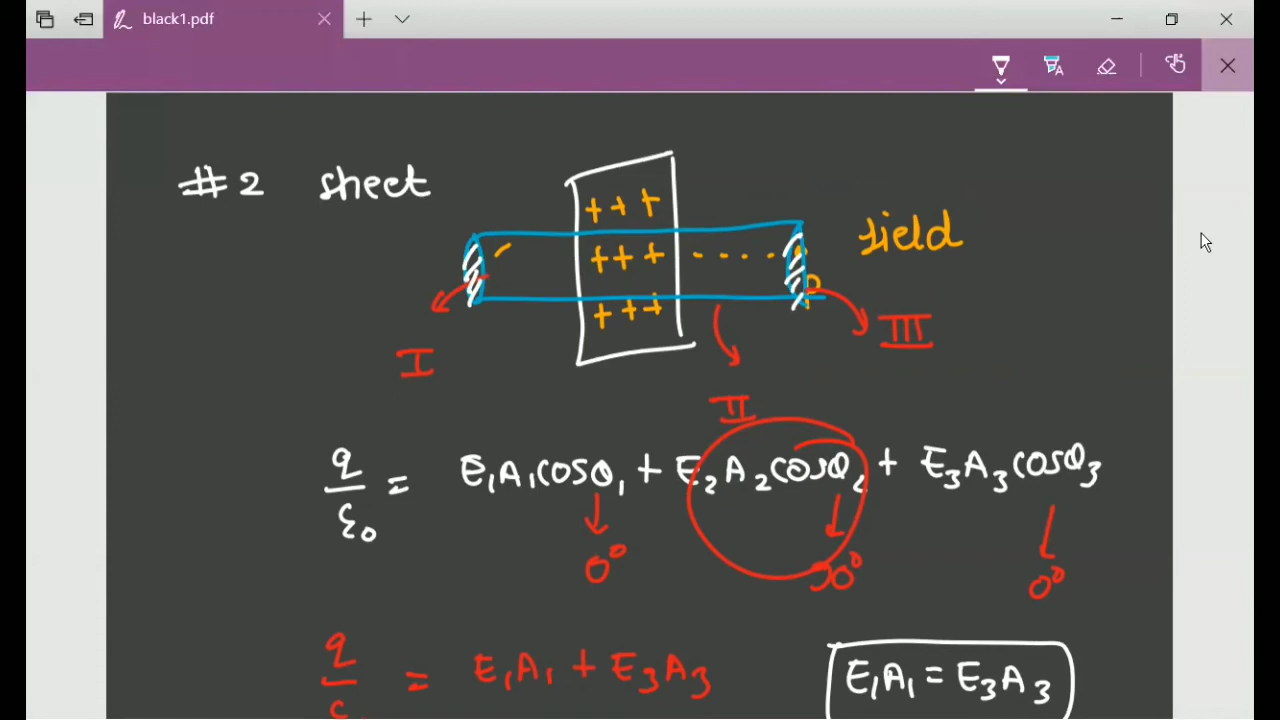 black1.pdf
#2 sheet
+ + +
field
+ + +
P
+ + +
I
II
III
q/ε₀ = E₁A₁cosθ₁ + E₂A₂cosθ₂ + E₃A₃cosθ₃
0° 90° 0°
q/ε = E₁A₁ + E₃A₃
E₁A₁ = E₃A₃